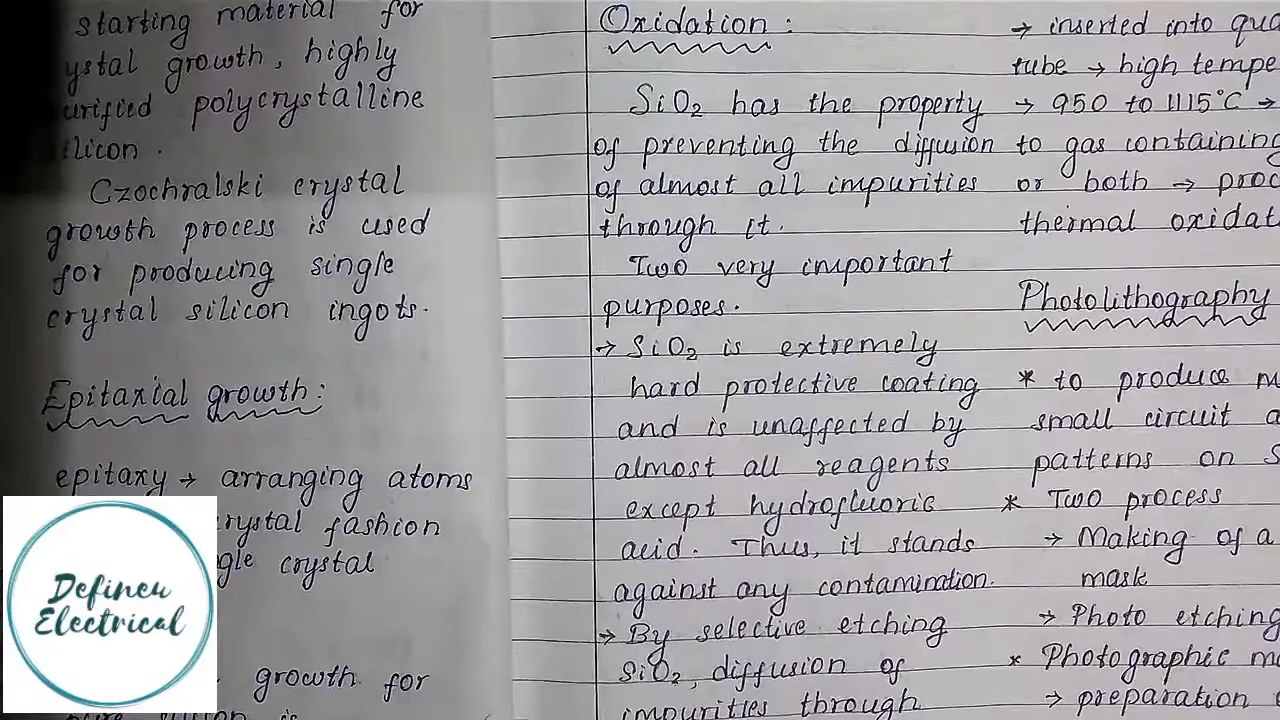 starting material for
ystal growth, highly
urified polycrystalline
ilicon.
Czochralski crystal
growth process is used
for producing single
crystal silicon ingots.
Epitaxial growth:
epitaxy → arranging atoms
rystal fashion
gle crystal
growth for
Oxidation:
SiO₂ has the property
of preventing the diffusion
of almost all impurities
through it.
Two very important
purposes.
→ SiO₂ is extremely
hard protective coating
and is unaffected by
almost all reagents
except hydrofluoric
acid. Thus, it stands
against any contamination.
→ By selective etching
SiO₂, diffusion of
impurities through
→ inserted into qua
tube → high tempe
→ 950 to 1115°C →
to gas containing
or both → proc
thermal oxidat
Photolithography
* to produce m
small circuit a
patterns on S
* Two process
→ Making of a
mask
→ Photo etching
* Photographic ma
→ preparation
Defineu
Electrical